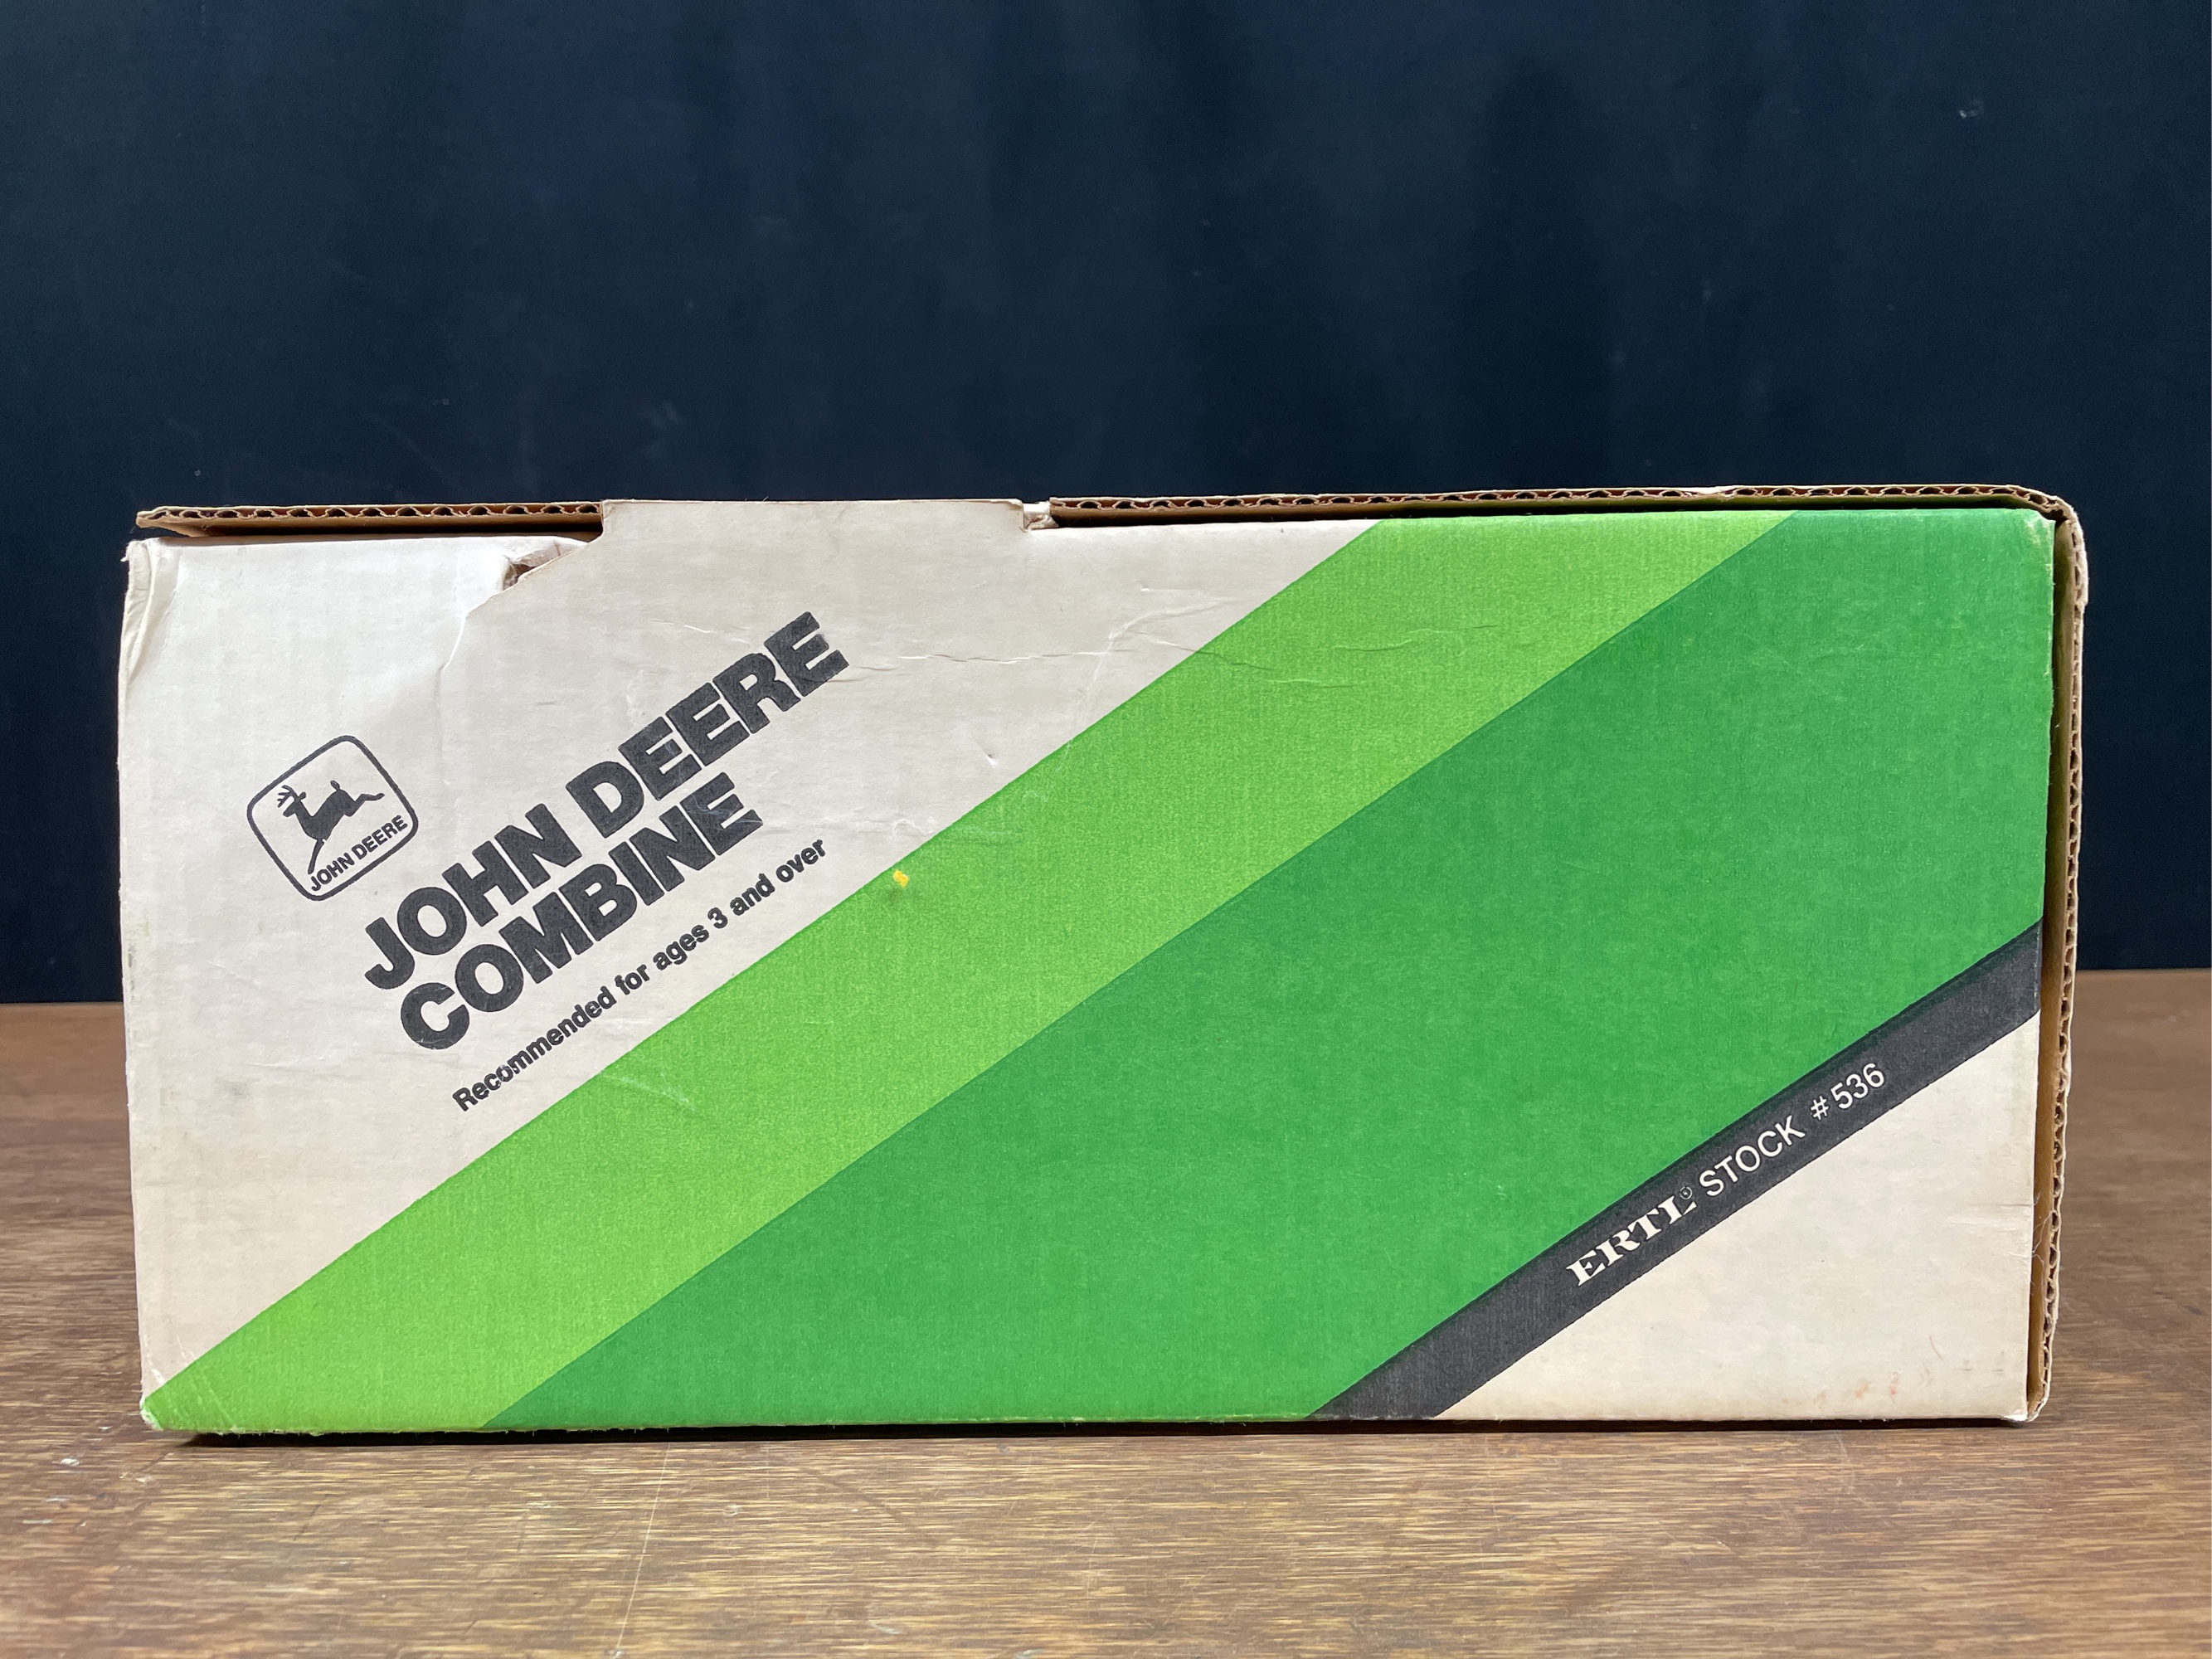 JOHN DEERE
JOHN DEERE
COMBINE
Recommended for ages 3 and over
ERTL® STOCK #536